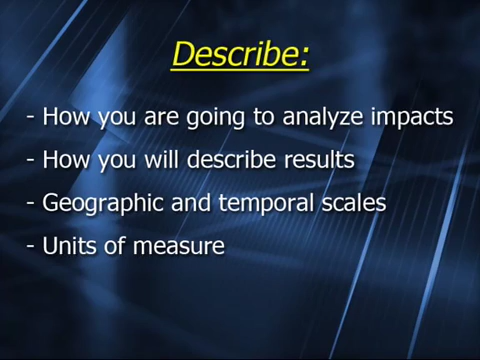 Describe:
- How you are going to analyze impacts
- How you will describe results
- Geographic and temporal scales
- Units of measure